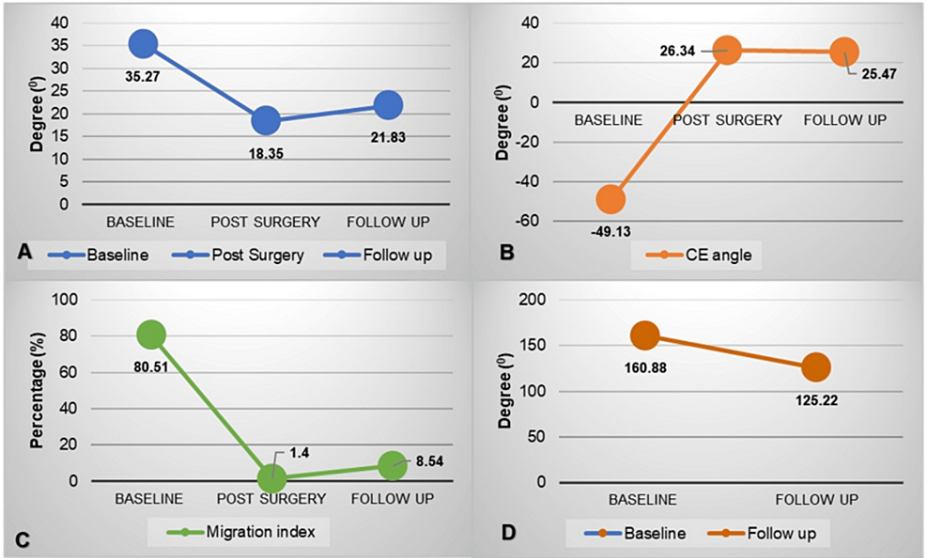 40
35
30
25
20
15
10
5
0
Degree (⁰)
35.27
18.35
21.83
BASELINE POST SURGERY FOLLOW UP
A
Baseline Post Surgery Follow up
40
20
0
-20
-40
-60
Degree (⁰)
26.34
25.47
BASELINE POST SURGERY FOLLOW UP
-49.13
B
CE angle
100
80
60
40
20
0
Percentage (%)
80.51
1.4
8.54
BASELINE POST SURGERY FOLLOW UP
C
Migration index
200
150
100
50
0
Degree (⁰)
160.88
125.22
BASELINE FOLLOW UP
D
Baseline Follow up